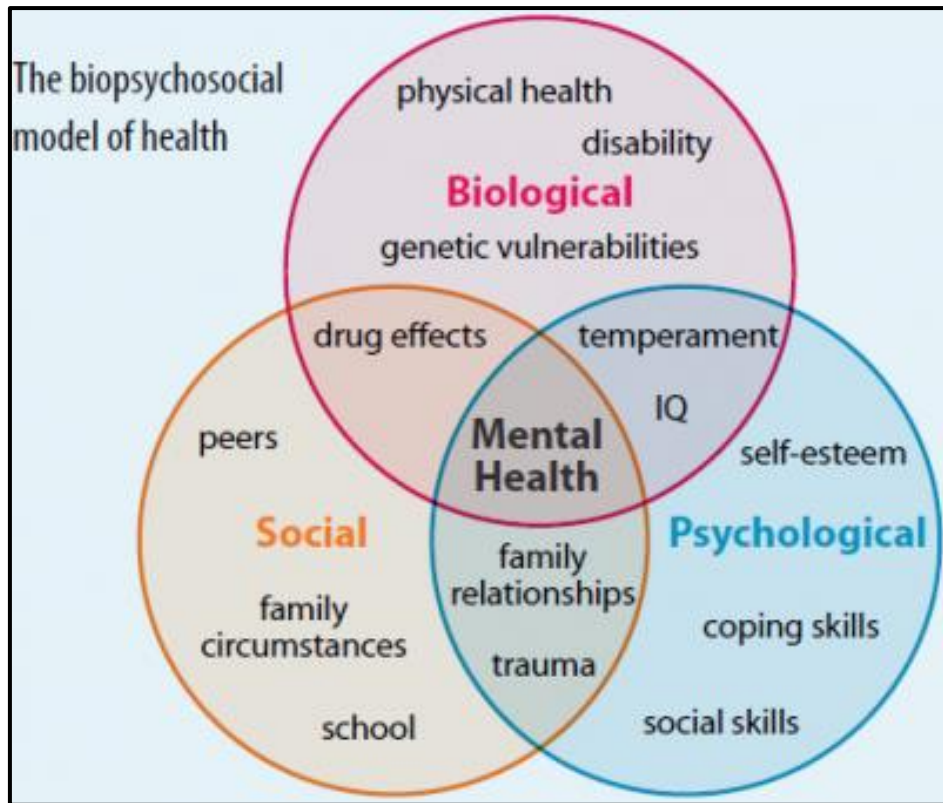 The biopsychosocial
model of health
physical health
disability
Biological
genetic vulnerabilities
drug effects
temperament
IQ
peers
Mental
Health
self-esteem
Social
Psychological
family
relationships
family
circumstances
coping skills
trauma
school
social skills